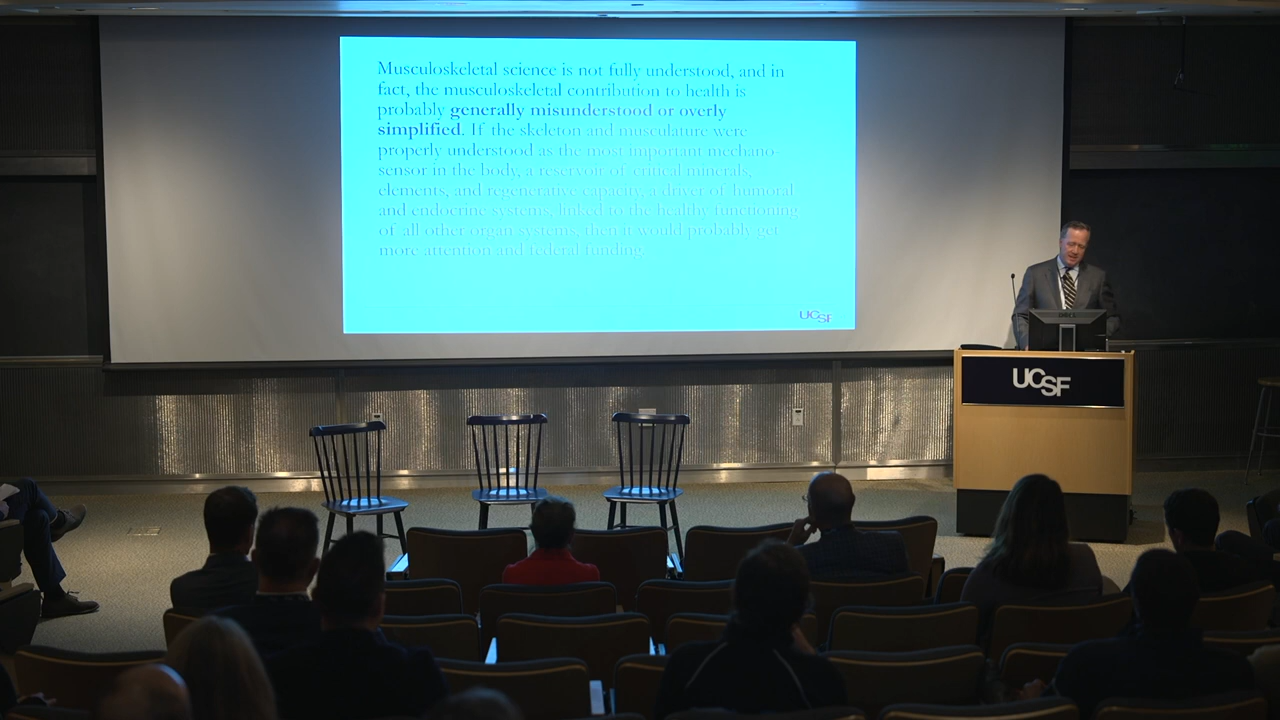 Musculoskeletal science is not fully understood, and in
fact, the musculoskeletal contribution to health is
probably generally misunderstood or overly
simplified. If the skeleton and musculature were
properly understood as the most important mechano-
sensor in the body, a reservoir of critical minerals,
elements, and regenerative capacity, a driver of humoral
and endocrine systems, linked to the healthy functioning
of all other organ systems, then it would probably get
more attention and federal funding.
UCSF
UCSF